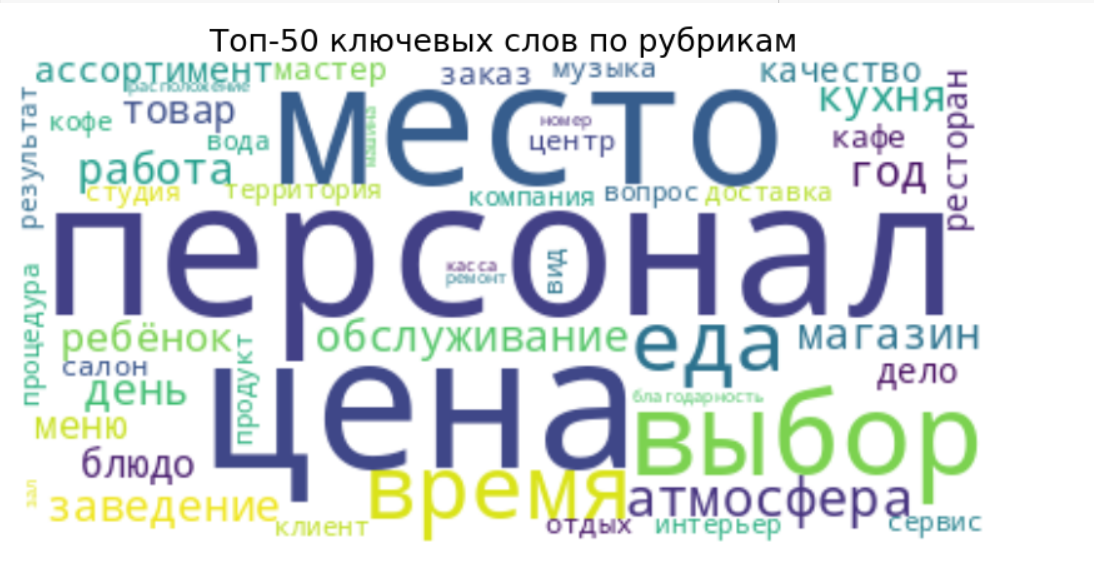 Топ-50 ключевых слов по рубрикам
ассортимент
мастер
заказ
музыка
качество
расположение
товар
кофе
вода
машина
место
номер
центр
кухня
кафе
ресторан
результат
работа
год
студия
территория
компания
вопрос
доставка
персонал
касса
ремонт
вид
процедура
ребёнок
обслуживание
еда
магазин
салон
продукт
дело
день
цена
благодарность
выбор
меню
блюдо
время
атмосфера
зал
заведение
клиент
отдых
интерьер
сервис